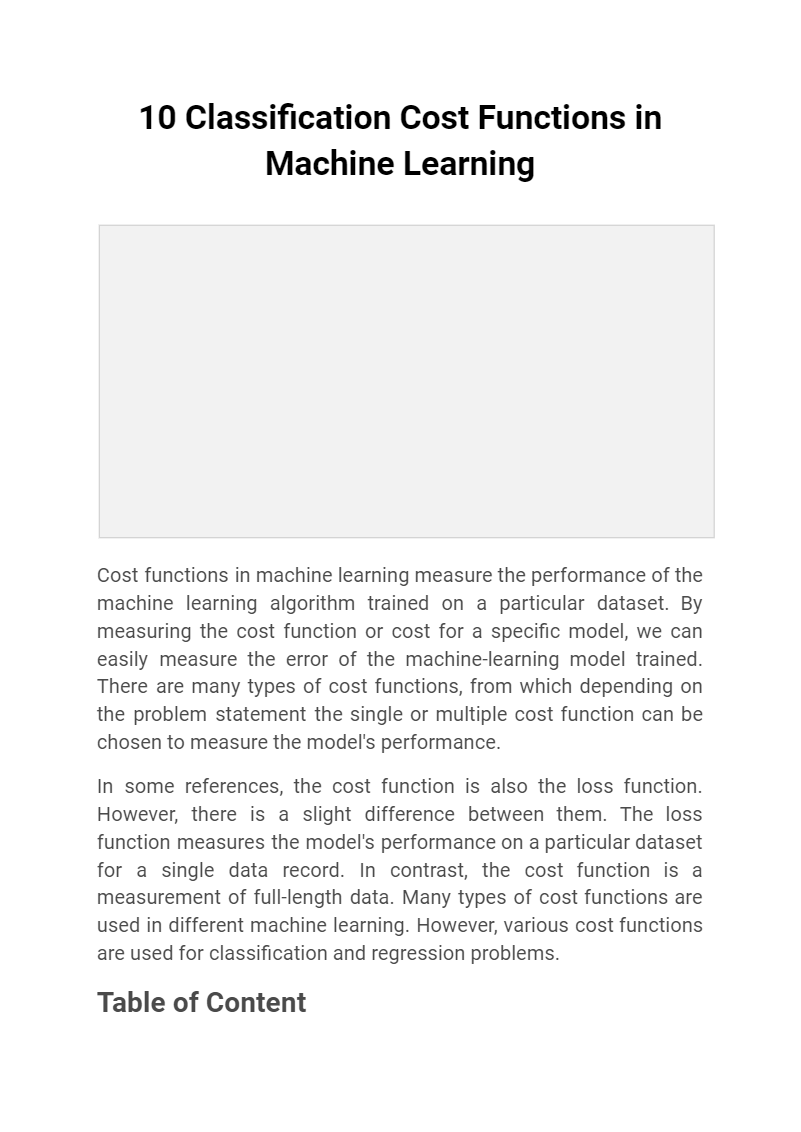 10 Classification Cost Functions in
Machine Learning
Cost functions in machine learning measure the performance of the
machine learning algorithm trained on a particular dataset. By
measuring the cost function or cost for a specific model, we can
easily measure the error of the machine-learning model trained.
There are many types of cost functions, from which depending on
the problem statement the single or multiple cost function can be
chosen to measure the model's performance.
In some references, the cost function is also the loss function.
However, there is a slight difference between them. The loss
function measures the model's performance on a particular dataset
for a single data record. In contrast, the cost function is a
measurement of full-length data. Many types of cost functions are
used in different machine learning. However, various cost functions
are used for classification and regression problems.
Table of Content